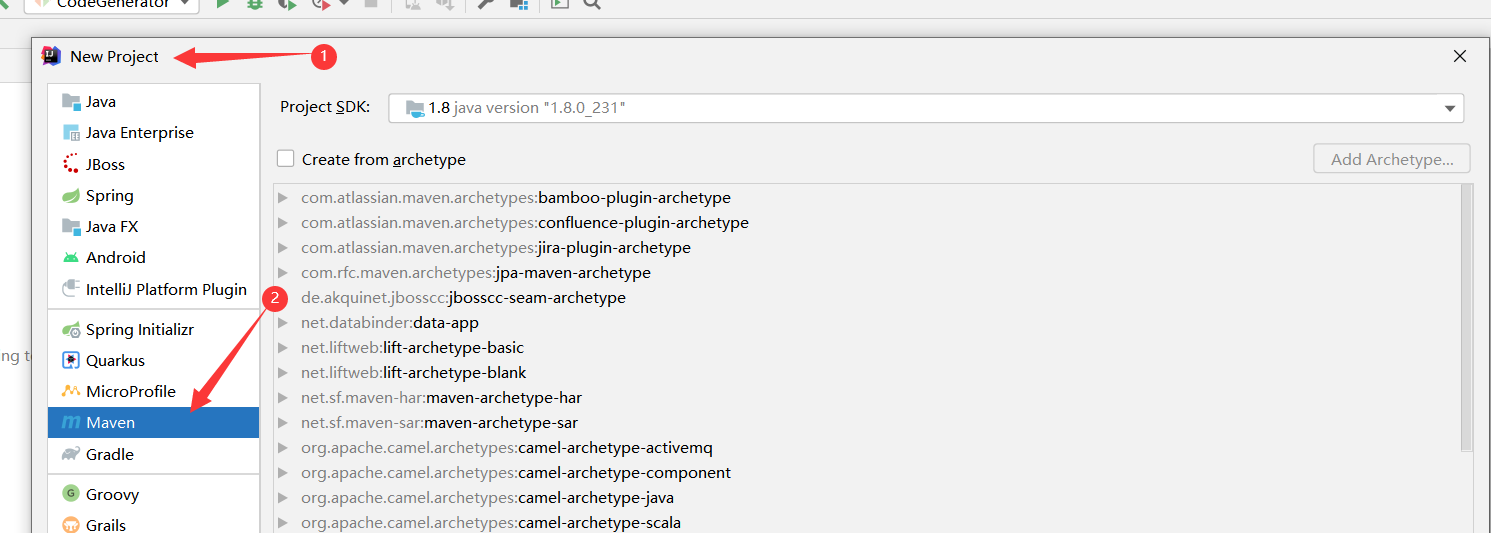 CodeGenerator
New Project
1
Java
Java Enterprise
JBoss
Spring
Java FX
Android
IntelliJ Platform Plugin
2
Spring Initializr
Quarkus
MicroProfile
Maven
Gradle
Groovy
Grails
Project SDK:
1.8 java version "1.8.0_231"
Create from archetype
Add Archetype...
com.atlassian.maven.archetypes:bamboo-plugin-archetype
com.atlassian.maven.archetypes:confluence-plugin-archetype
com.atlassian.maven.archetypes:jira-plugin-archetype
com.rfc.maven.archetypes:jpa-maven-archetype
de.akquinet.jbosscc:jbosscc-seam-archetype
net.databinder:data-app
net.liftweb:lift-archetype-basic
net.liftweb:lift-archetype-blank
net.sf.maven-har:maven-archetype-har
net.sf.maven-sar:maven-archetype-sar
org.apache.camel.archetypes:camel-archetype-activemq
org.apache.camel.archetypes:camel-archetype-component
org.apache.camel.archetypes:camel-archetype-java
org.apache.camel.archetypes:camel-archetype-scala